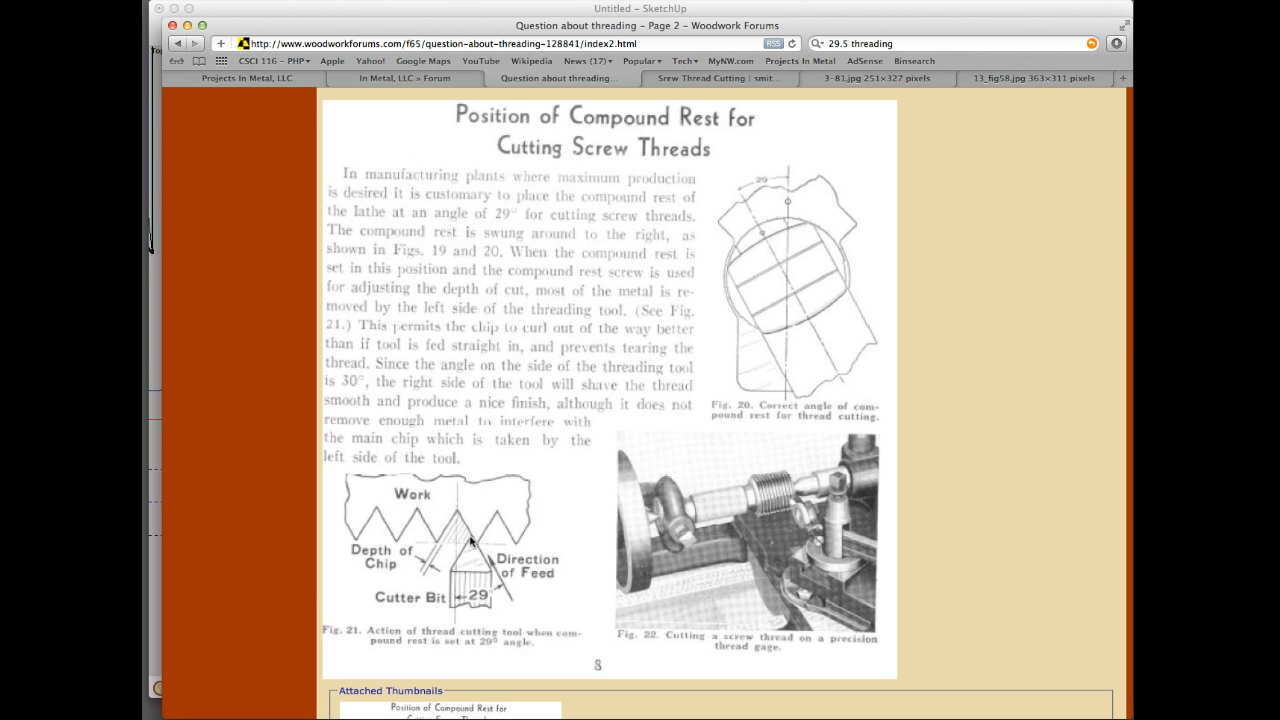 Untitled – SketchUp
Question about threading - Page 2 - Woodwork Forums
http://www.woodworkforums.com/f65/question-about-threading-128841/index2.html
RSS
29.5 threading
CSCI 116 - PHP Apple Yahoo! Google Maps YouTube Wikipedia News (17) Popular Tech MyNW.com Projects In Metal AdSense Binsearch
Projects In Metal, LLC
In Metal, LLC » Forum
Question about threading...
Srew Thread Cutting | smit...
3-81.jpg 251×327 pixels
13_fig58.jpg 363×311 pixels
Position of Compound Rest for
Cutting Screw Threads
In manufacturing plants where maximum production
is desired it is customary to place the compound rest of
the lathe at an angle of 29° for cutting screw threads.
The compound rest is swung around to the right, as
shown in Figs. 19 and 20. When the compound rest is
set in this position and the compound rest screw is used
for adjusting the depth of cut, most of the metal is re-
moved by the left side of the threading tool. (See Fig.
21.) This permits the chip to curl out of the way better
than if tool is fed straight in, and prevents tearing the
thread. Since the angle on the side of the threading tool
is 30°, the right side of the tool will shave the thread
smooth and produce a nice finish, although it does not
remove enough metal to interfere with
the main chip which is taken by the
left side of the tool.
29
Fig. 20. Correct angle of com-
pound rest for thread cutting.
Work
Depth of
Chip
Direction
of Feed
Cutter Bit
29
Fig. 21. Action of thread cutting tool when com-
pound rest is set at 29° angle.
Fig. 22. Cutting a screw thread on a precision
thread gage.
8
Attached Thumbnails
Position of Compound Rest for